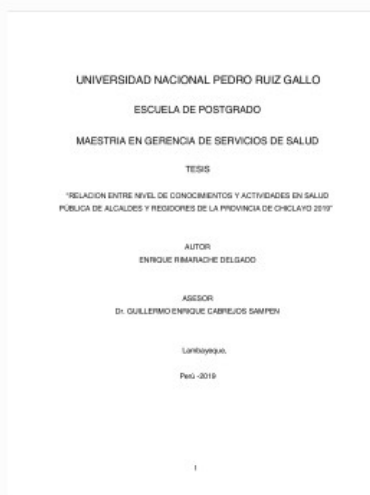 UNIVERSIDAD NACIONAL PEDRO RUIZ GALLO
ESCUELA DE POSTGRADO
MAESTRIA EN GERENCIA DE SERVICIOS DE SALUD
TESIS
"RELACION ENTRE NIVEL DE CONOCIMIENTOS Y ACTIVIDADES EN SALUD
PÚBLICA DE ALCALDES Y REGIDORES DE LA PROVINCIA DE CHICLAYO 2019"
AUTOR
ENRIQUE RIMARACHE DELGADO
ASESOR
Dr. GUILLERMO ENRIQUE CABREJOS SAMPEN
Lambayeque,
Perú -2019
1